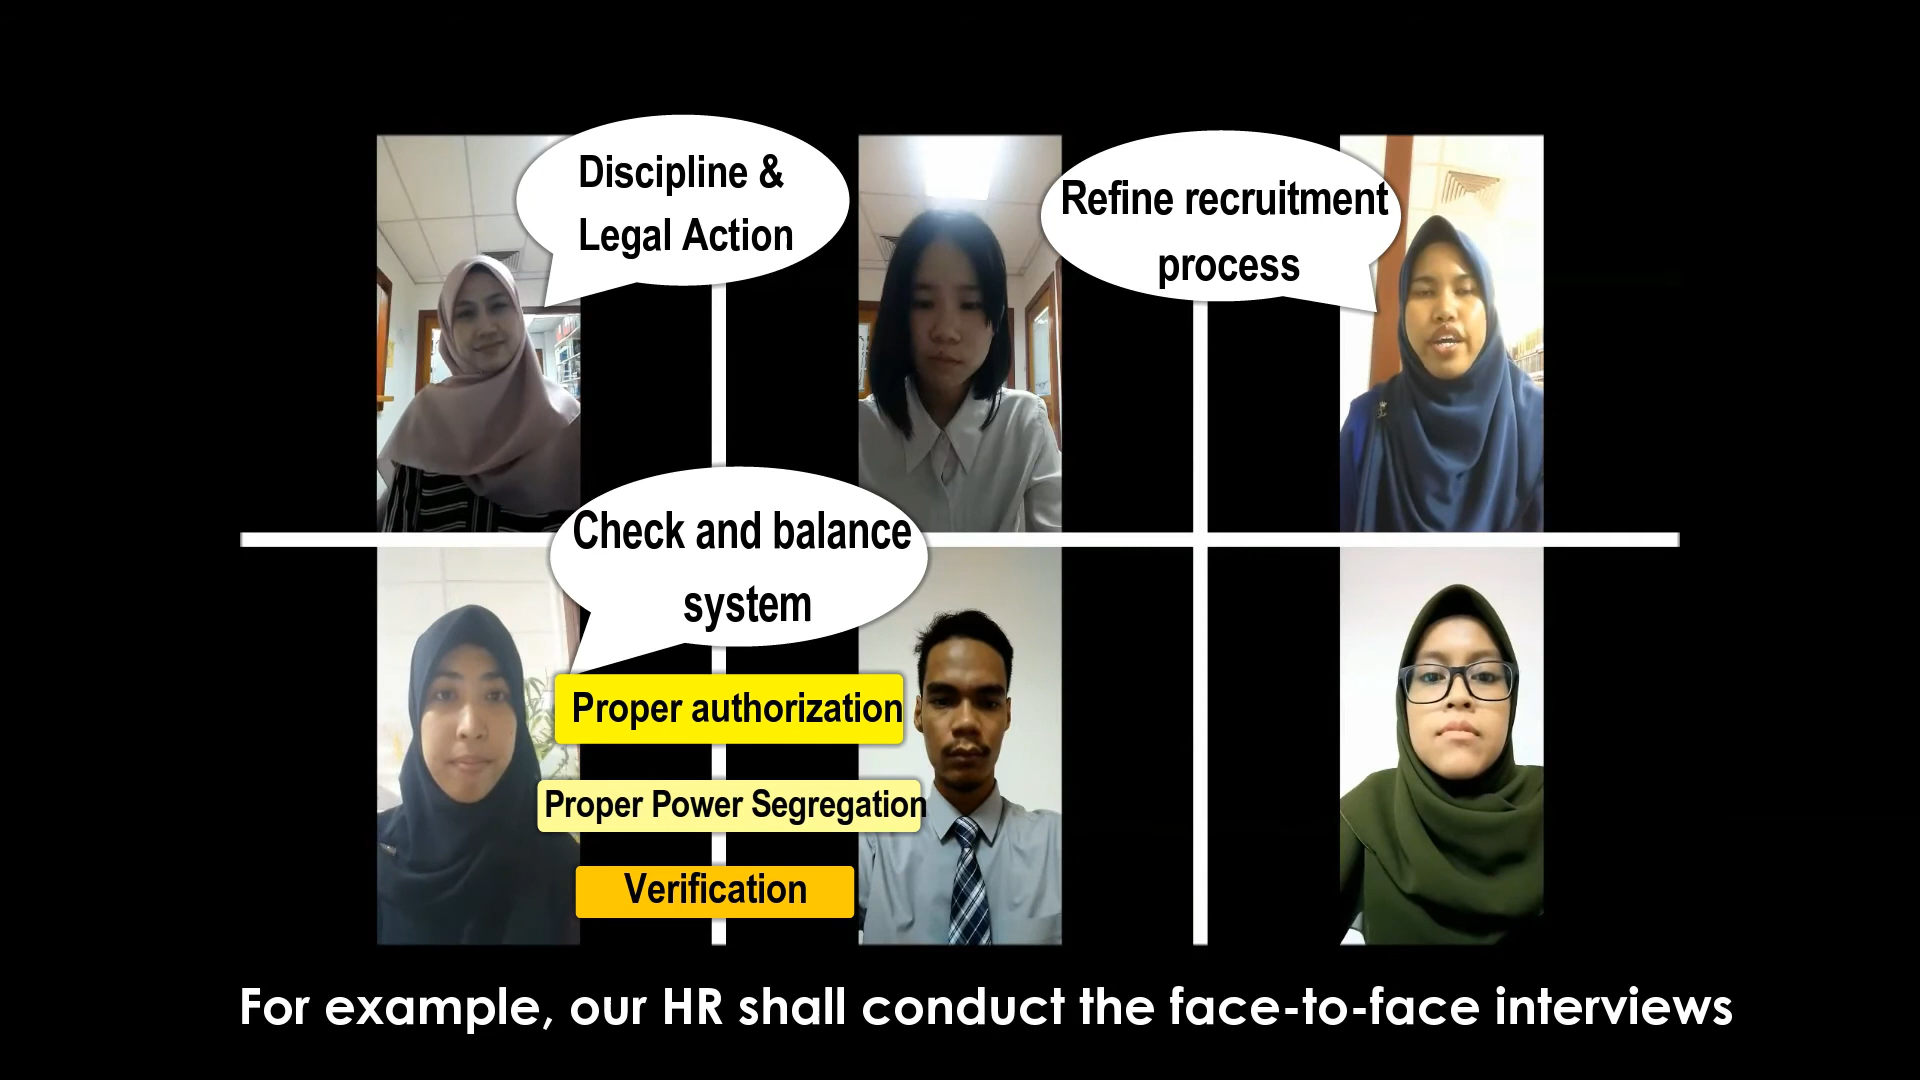 Discipline &
Legal Action
Refine recruitment
process
Check and balance
system
Proper authorization
Proper Power Segregation
Verification
For example, our HR shall conduct the face-to-face interviews